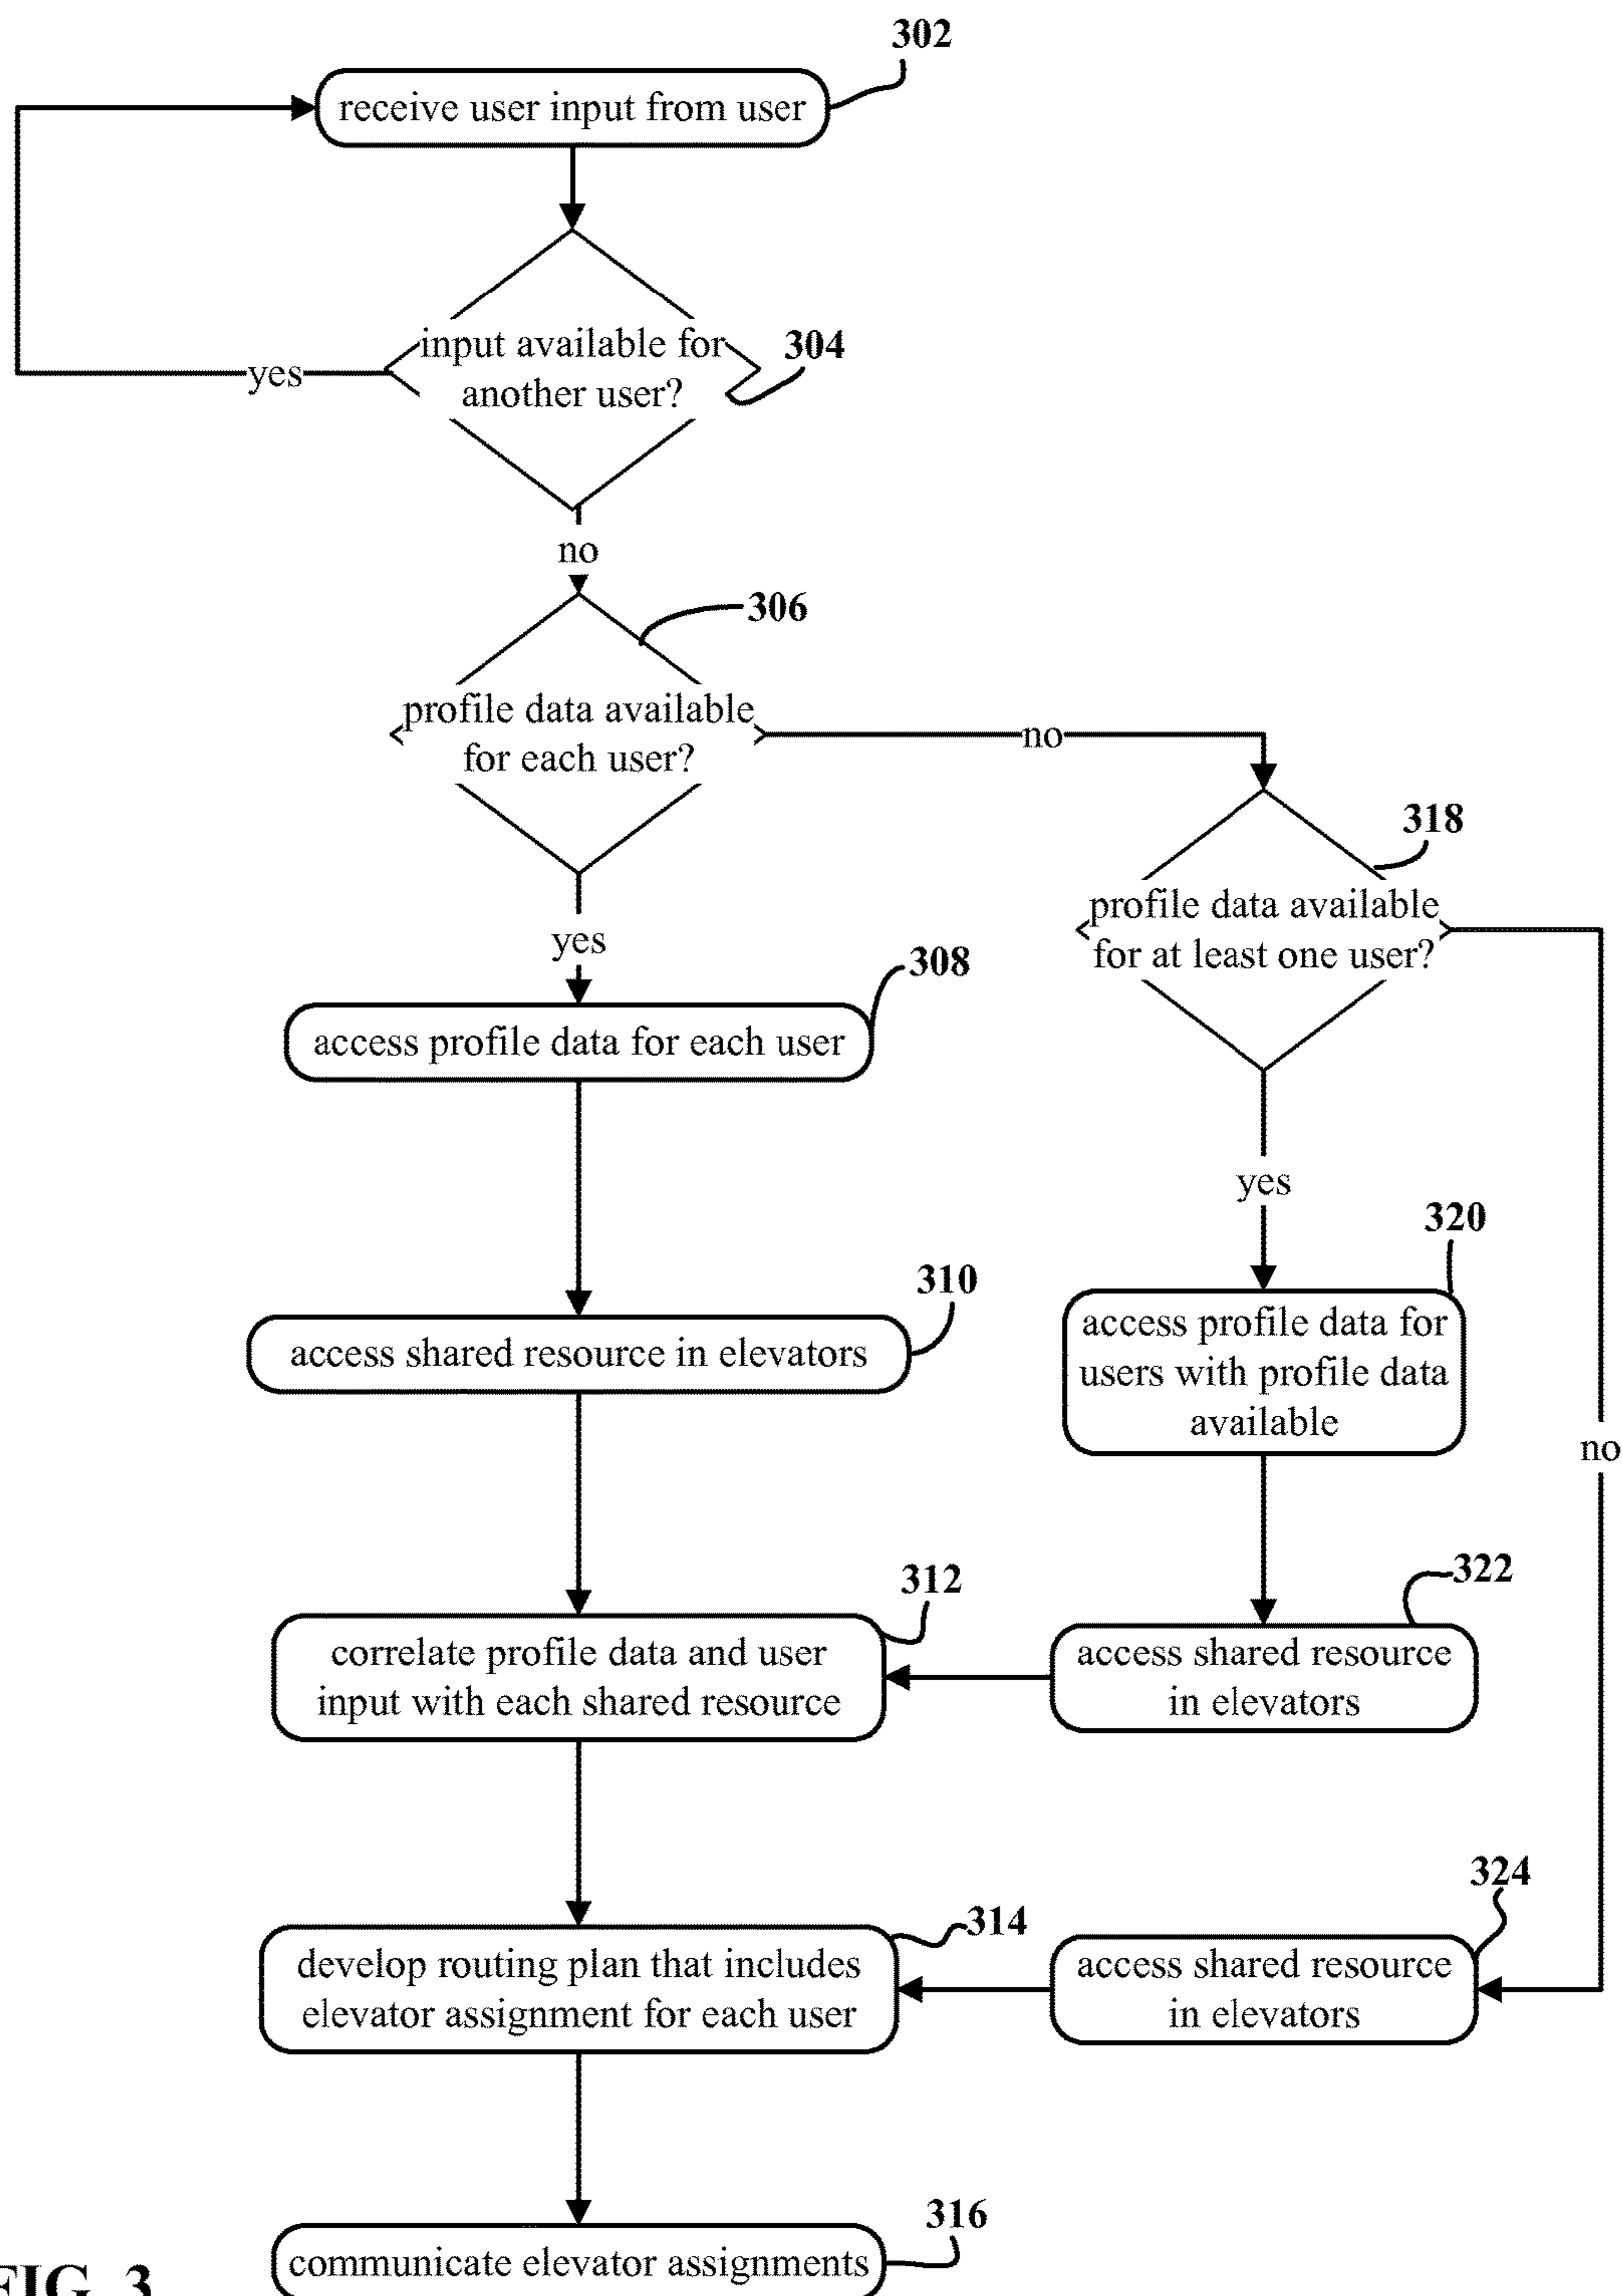 302
receive user input from user
input available for
another user?
304
yes
no
306
profile data available
for each user?
no
318
profile data available
for at least one user?
yes
308
access profile data for each user
yes
320
310
access shared resource in elevators
access profile data for
users with profile data
available
no
312
322
correlate profile data and user
input with each shared resource
access shared resource
in elevators
324
314
develop routing plan that includes
elevator assignment for each user
access shared resource
in elevators
316
communicate elevator assignments
FIG. 3